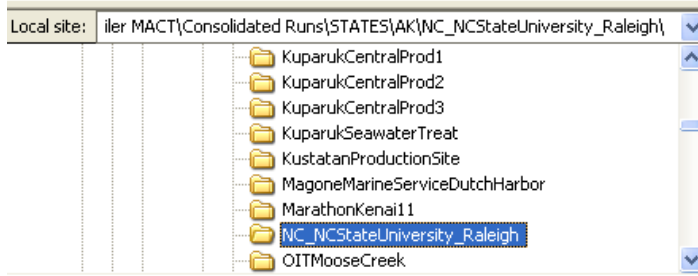 Local site: iler MACT\Consolidated Runs\STATES\AK\NC_NCStateUniversity_Raleigh\
KuparukCentralProd1
KuparukCentralProd2
KuparukCentralProd3
KuparukSeawaterTreat
KustatanProductionSite
MagoneMarineServiceDutchHarbor
MarathonKenai11
NC_NCStateUniversity_Raleigh
OITMooseCreek